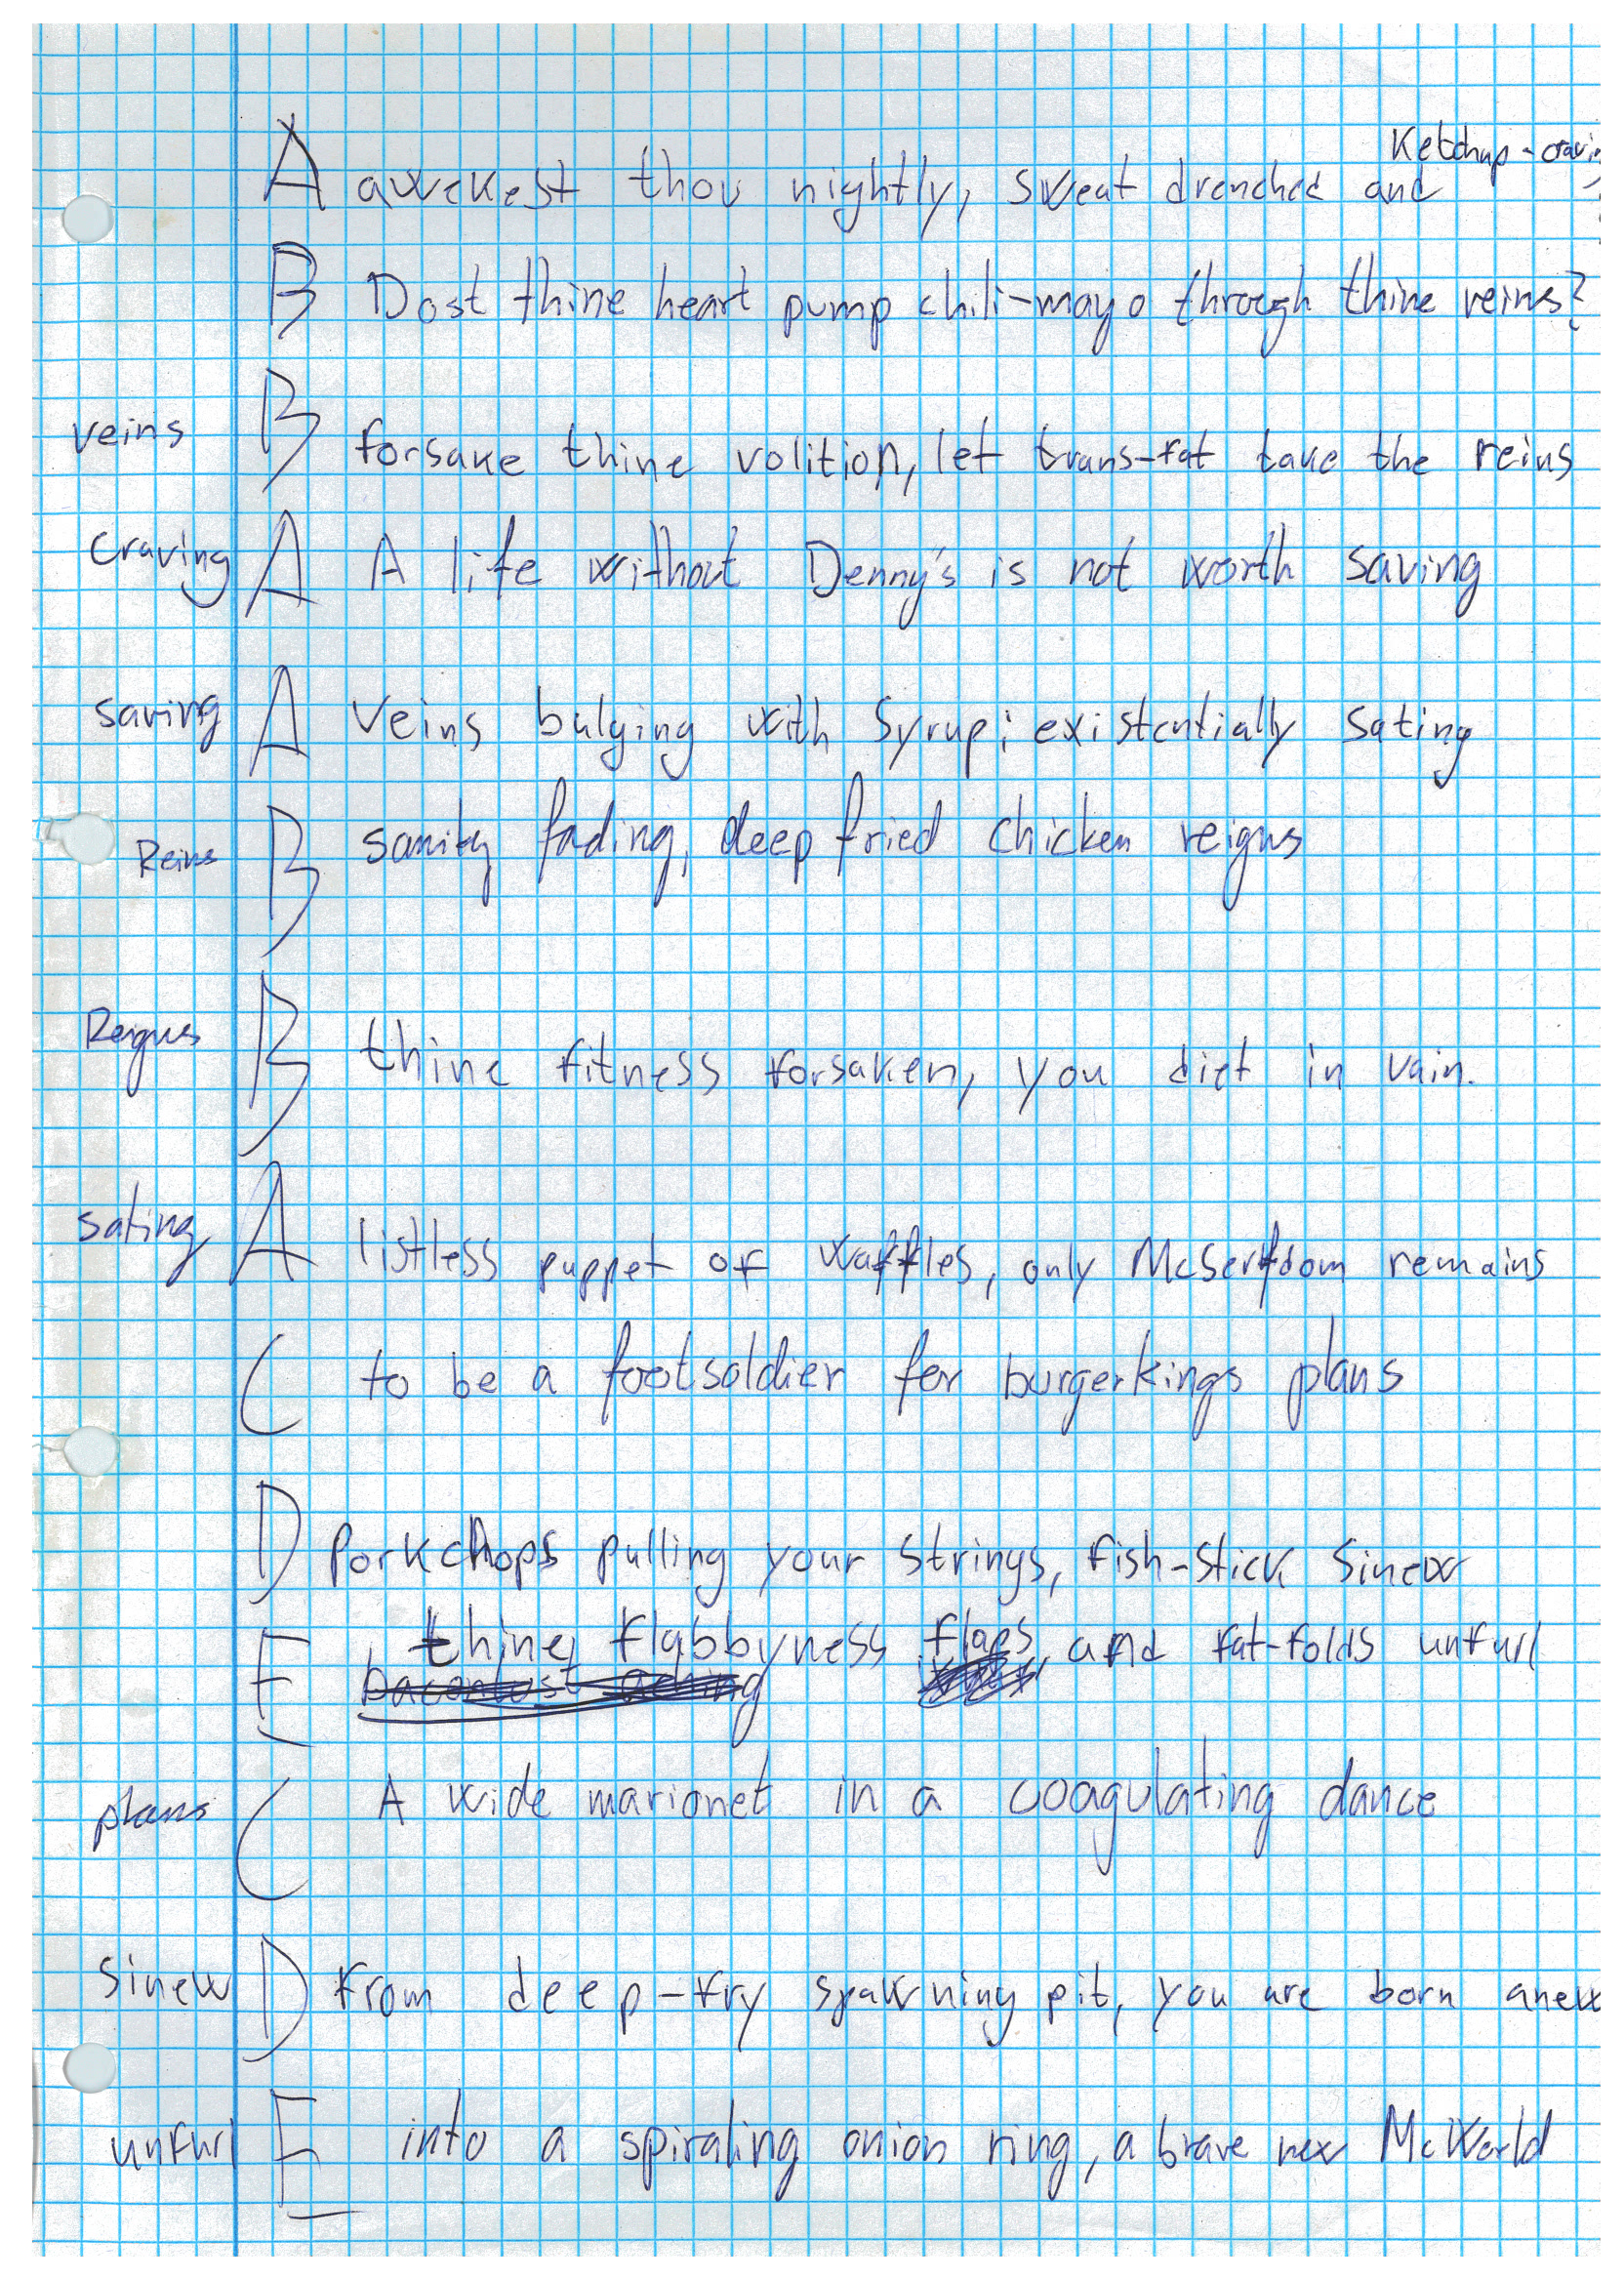 Ketchup-cravi
A awekest thou nightly, sweat drenched and
B Dost thine heart pump chili-mayo through thine veins?
veins B forsake thine volition, let trans-fat take the reins
Craving A A life without Denny's is not worth saving
saving A Veins bulging with Syrup; existentially sating
Reins B sanity fading, deep fried chicken reigns
Reigns B thine fitness forsaken, you diet in vain.
sating A listless puppet of waffles, only McSerfdom remains
C to be a footsoldier for burgerkings plans
D porkchops pulling your strings, fish-stick sinew
E thine flabbyness flaps, and fat-folds unfurl
baconlust aching
plans C A wide marionet in a coagulating dance
Sinew D from deep-fry spawning pit, you are born anew
unfurl E into a spiraling onion ring, a brave new McWorld